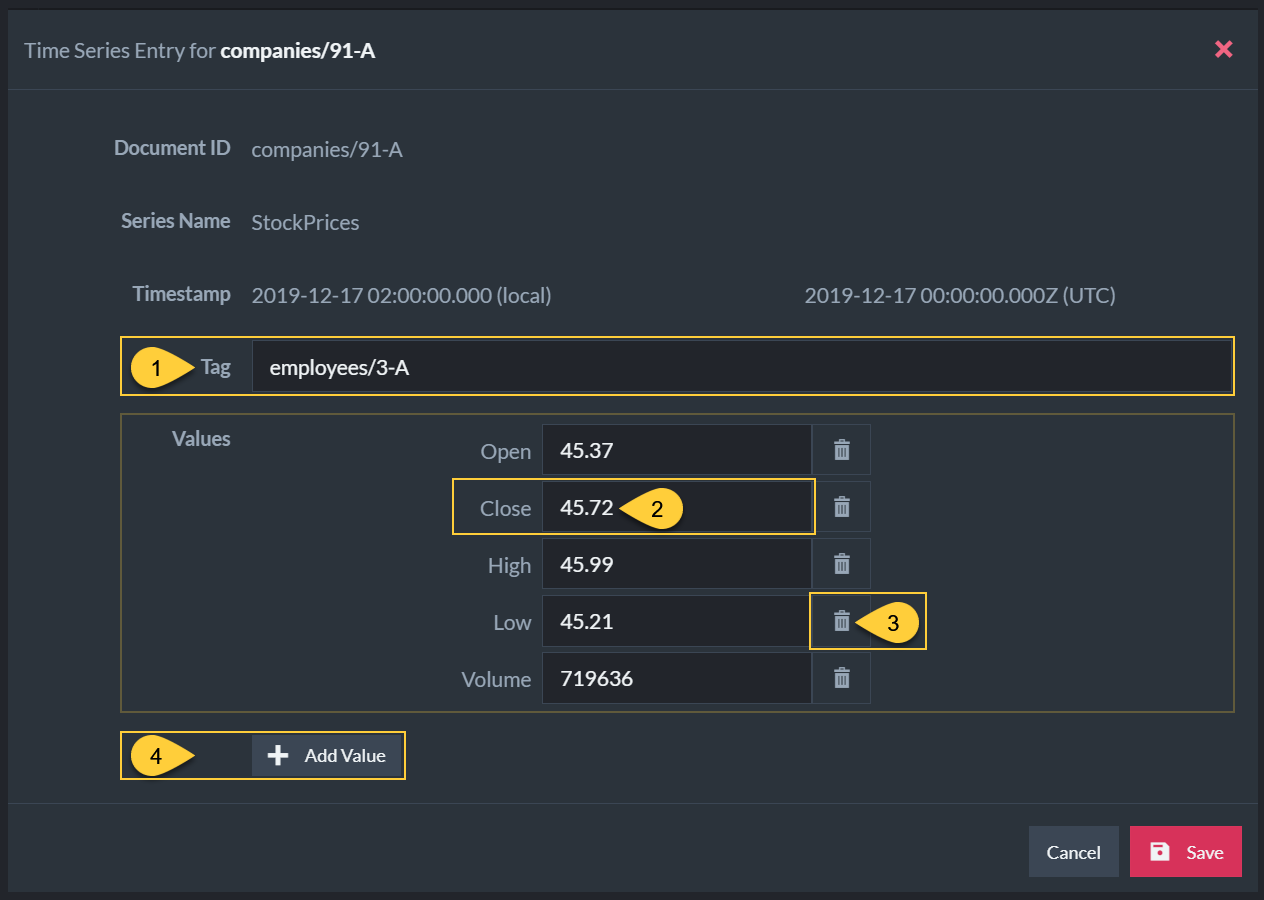 Time Series Entry for companies/91-A
Document ID companies/91-A
Series Name StockPrices
Timestamp 2019-12-17 02:00:00.000 (local) 2019-12-17 00:00:00.000Z (UTC)
1 Tag employees/3-A
Values
Open 45.37
Close 45.72 2
High 45.99
Low 45.21 3
Volume 719636
4 Add Value
Cancel Save